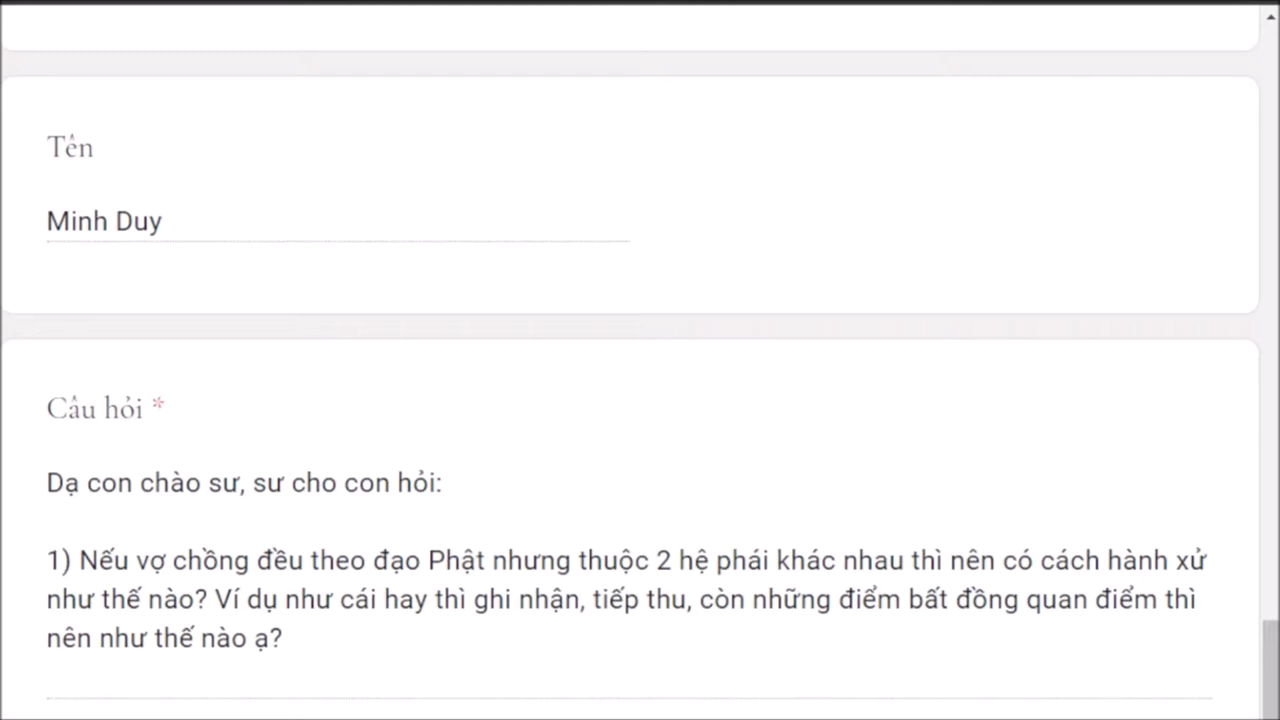 Tên
Minh Duy
Câu hỏi *
Dạ con chào sư, sư cho con hỏi:
1) Nếu vợ chồng đều theo đạo Phật nhưng thuộc 2 hệ phái khác nhau thì nên có cách hành xử
như thế nào? Ví dụ như cái hay thì ghi nhận, tiếp thu, còn những điểm bất đồng quan điểm thì
nên như thế nào ạ?